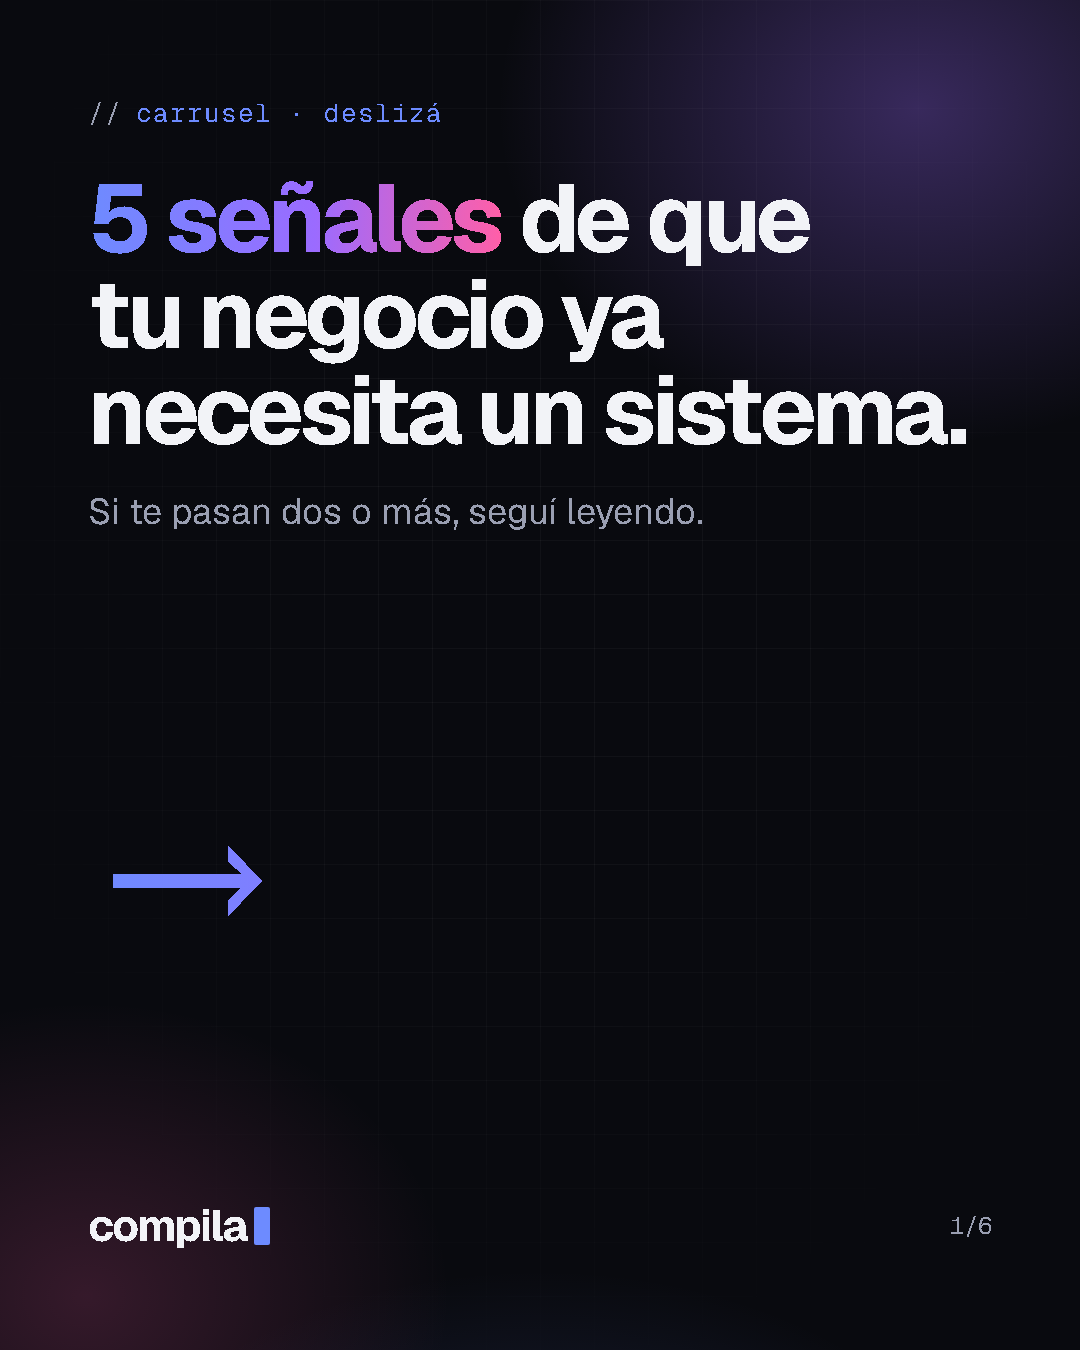 // carrusel · deslizá
5 señales de que
tu negocio ya
necesita un sistema.
Si te pasan dos o más, seguí leyendo.
compila
1/6